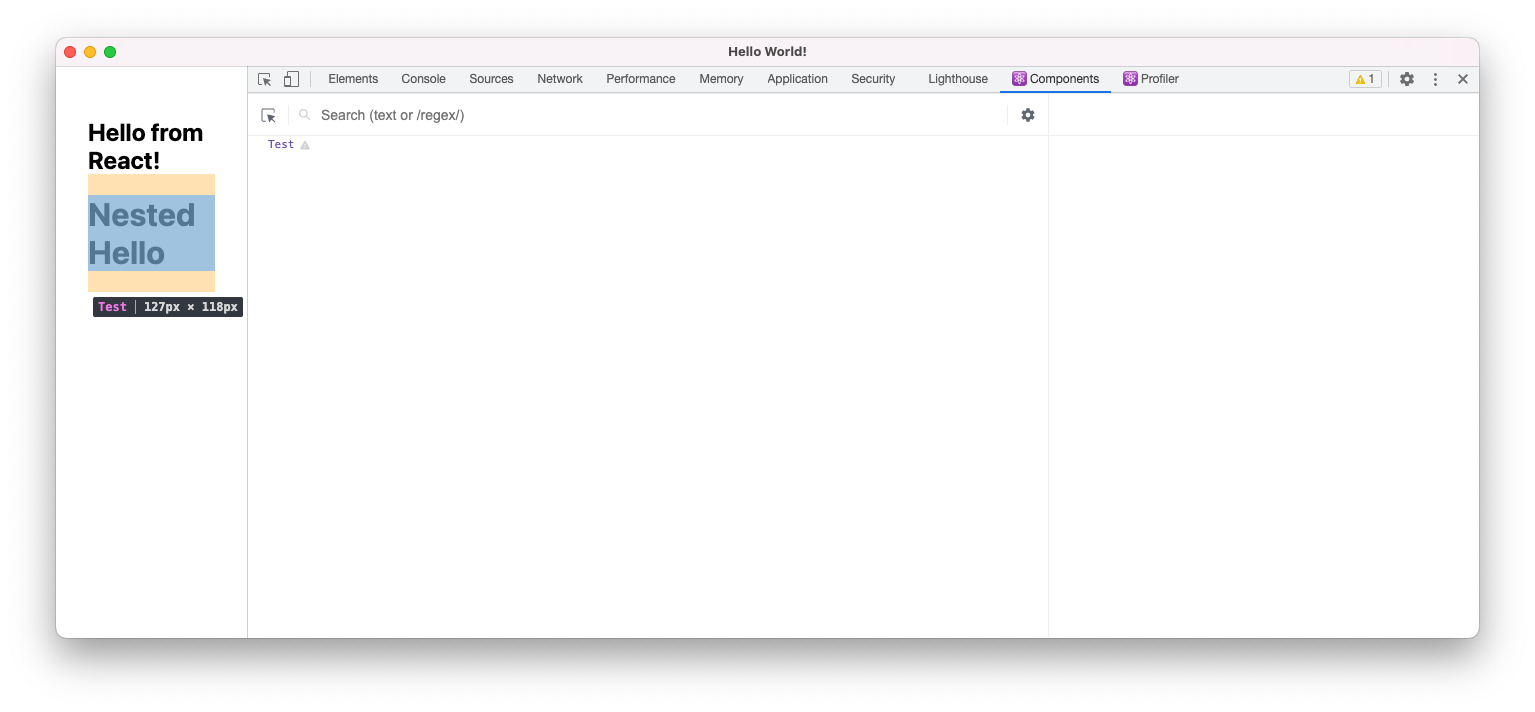 Hello World!
Elements Console Sources Network Performance Memory Application Security Lighthouse Components Profiler 1
Search (text or /regex/)
Test
Hello from
React!
Nested
Hello
Test 127px × 118px